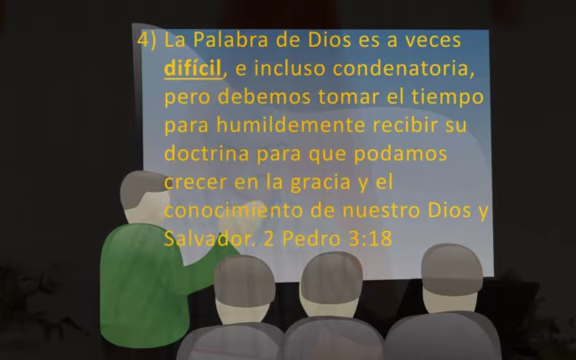 4) La Palabra de Dios es a veces
difícil, e incluso condenatoria,
pero debemos tomar el tiempo
para humildemente recibir su
doctrina para que podamos
crecer en la gracia y el
conocimiento de nuestro Dios y
Salvador. 2 Pedro 3:18